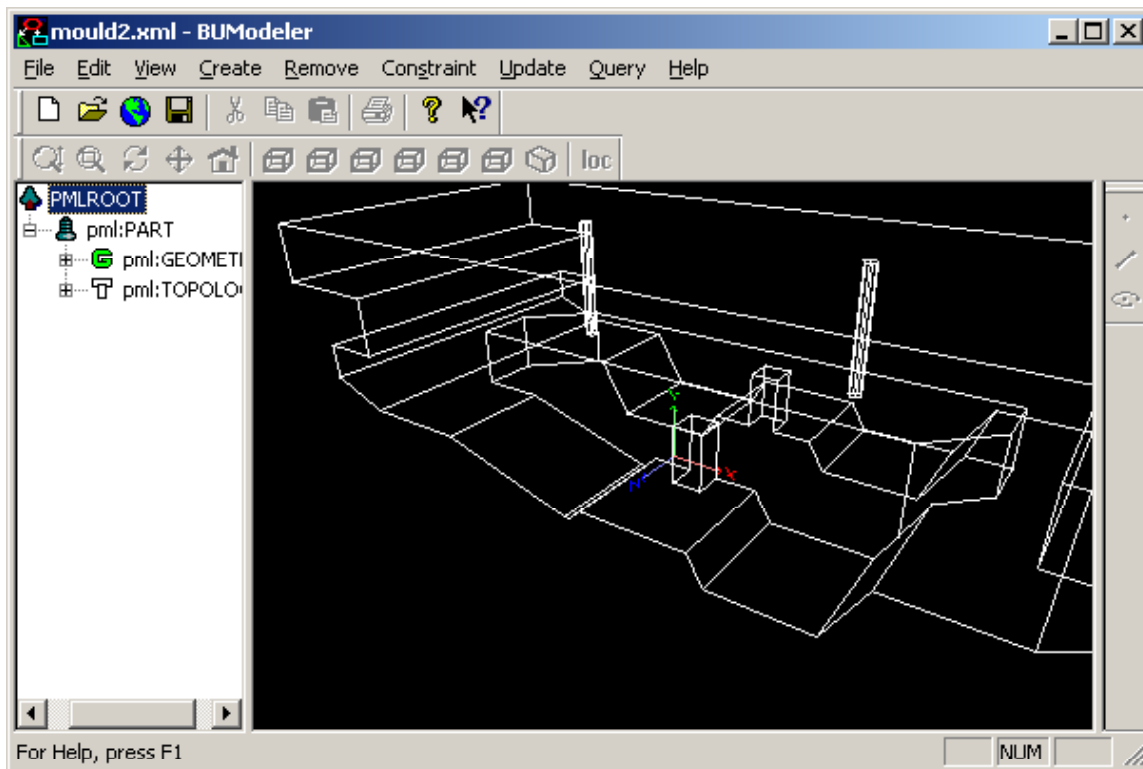 mould2.xml - BUModeler
File Edit View Create Remove Constraint Update Query Help
loc
PMLROOT
pml:PART
pml:GEOMETI
pml:TOPOLO
Y
X
For Help, press F1
NUM